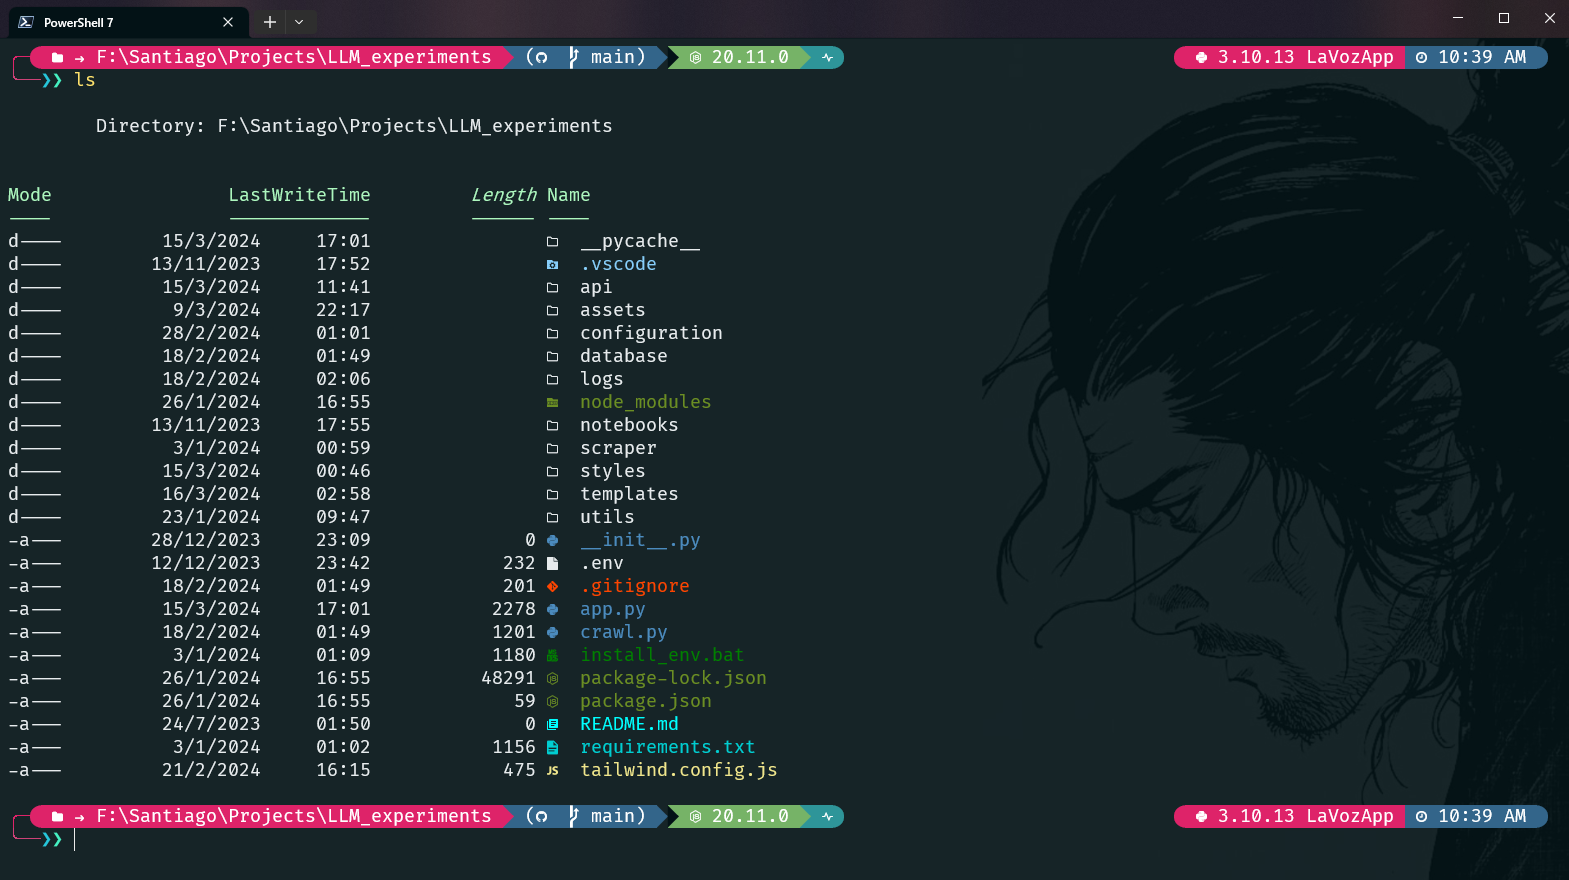 PowerShell 7
→ F:\Santiago\Projects\LLM_experiments ( main) 20.11.0 3.10.13 LaVozApp 10:39 AM
❯❯ ls
Directory: F:\Santiago\Projects\LLM_experiments
Mode LastWriteTime Length Name
---- ------------- ------ ----
d---- 15/3/2024 17:01 __pycache__
d---- 13/11/2023 17:52 .vscode
d---- 15/3/2024 11:41 api
d---- 9/3/2024 22:17 assets
d---- 28/2/2024 01:01 configuration
d---- 18/2/2024 01:49 database
d---- 18/2/2024 02:06 logs
d---- 26/1/2024 16:55 node_modules
d---- 13/11/2023 17:55 notebooks
d---- 3/1/2024 00:59 scraper
d---- 15/3/2024 00:46 styles
d---- 16/3/2024 02:58 templates
d---- 23/1/2024 09:47 utils
-a--- 28/12/2023 23:09 0 __init__.py
-a--- 12/12/2023 23:42 232 .env
-a--- 18/2/2024 01:49 201 .gitignore
-a--- 15/3/2024 17:01 2278 app.py
-a--- 18/2/2024 01:49 1201 crawl.py
-a--- 3/1/2024 01:09 1180 install_env.bat
-a--- 26/1/2024 16:55 48291 package-lock.json
-a--- 26/1/2024 16:55 59 package.json
-a--- 24/7/2023 01:50 0 README.md
-a--- 3/1/2024 01:02 1156 requirements.txt
-a--- 21/2/2024 16:15 475 JS tailwind.config.js
→ F:\Santiago\Projects\LLM_experiments ( main) 20.11.0 3.10.13 LaVozApp 10:39 AM
❯❯